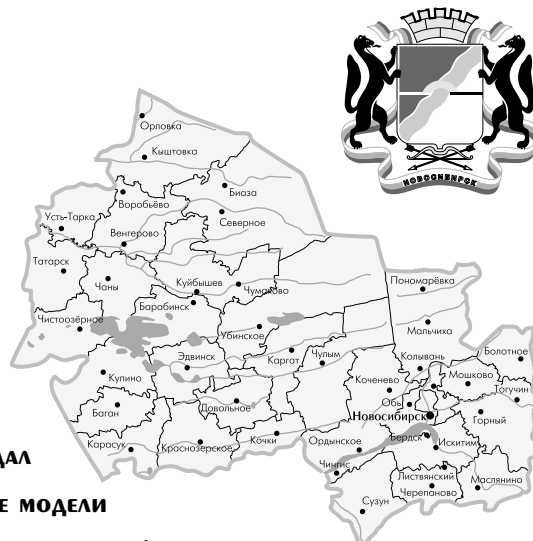 НОВОСИБИРСК
Орловка
Кыштовка
Биаза
Воробьёво
Усть-Тарка
Северное
Венгерово
Татарск
Чаны
Куйбышев
Чумаково
Пономарёвка
Барабинск
Чистоозёрное
Убинское
Мальчиха
Эдвинск
Каргат
Чулым
Колывань
Болотное
Купино
Коченево
Мошково
Тогучин
Баган
Довольное
Обь
Новосибирск
Горный
Карасук
Краснозёрское
Кочки
Ордынское
Бердск
Искитим
Чингис
Листвянский
Черепаново
Маслянино
Сузун
ДАЛ
Е МОДЕЛИ